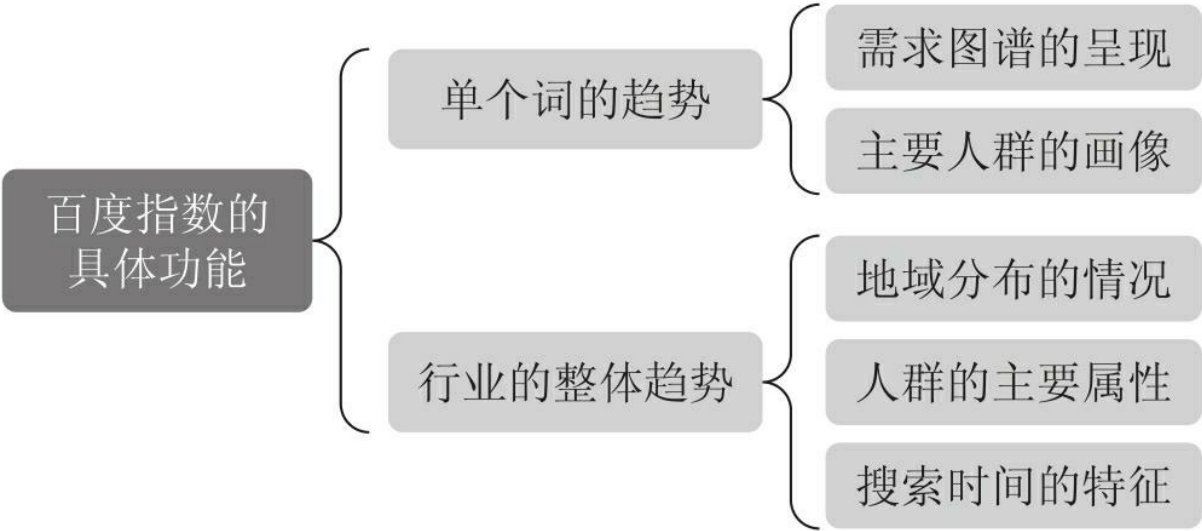 百度指数的
具体功能
单个词的趋势
需求图谱的呈现
主要人群的画像
行业的整体趋势
地域分布的情况
人群的主要属性
搜索时间的特征